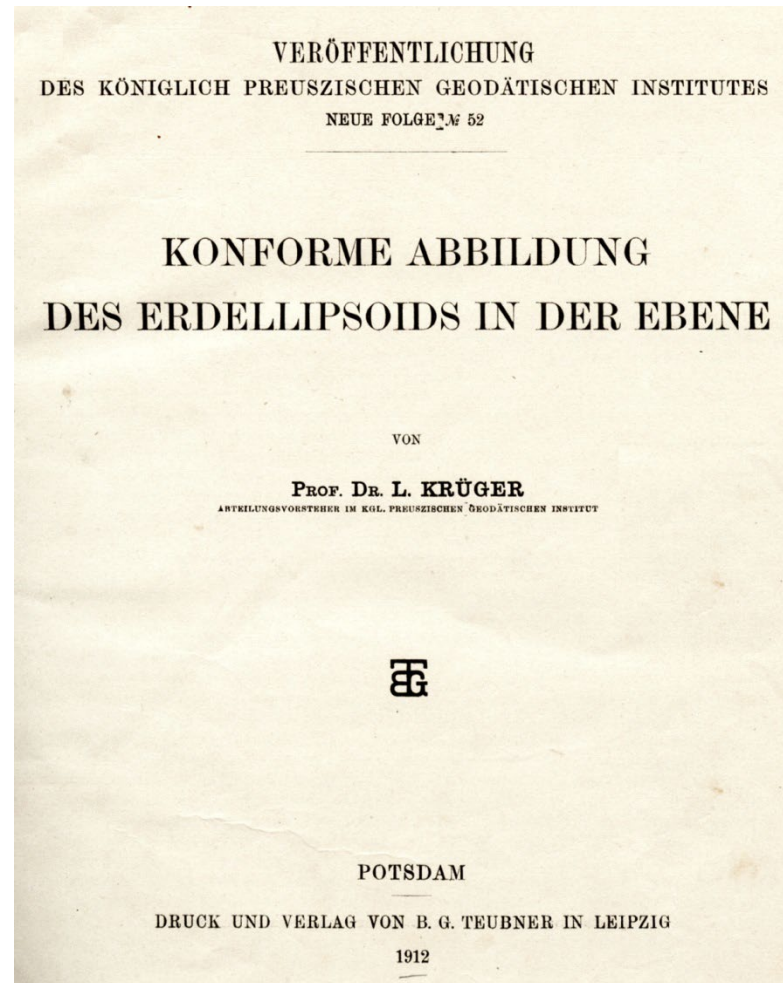 VERÖFFENTLICHUNG
DES KÖNIGLICH PREUSZISCHEN GEODÄTISCHEN INSTITUTES
NEUE FOLGE № 52
KONFORME ABBILDUNG
DES ERDELLIPSOIDS IN DER EBENE
VON
PROF. DR. L. KRÜGER
ABTEILUNGSVORSTEHER IM KGL. PREUSZISCHEN GEODÄTISCHEN INSTITUT
BTG
POTSDAM
DRUCK UND VERLAG VON B. G. TEUBNER IN LEIPZIG
1912